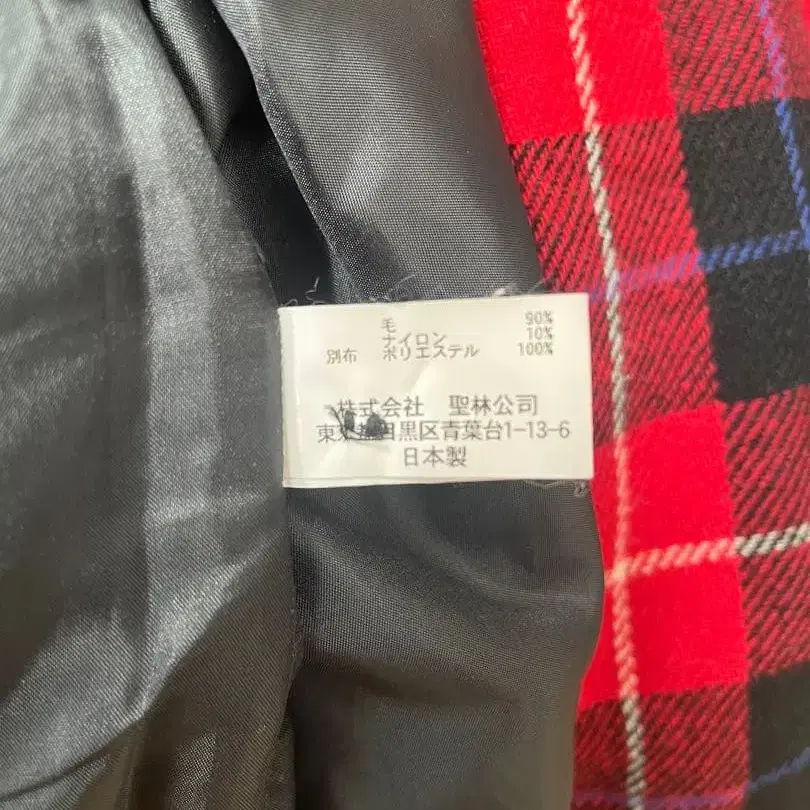 毛 90%
ナイロン 10%
別布 ポリエステル 100%
株式会社 聖林公司
東京都目黒区青葉台1-13-6
日本製